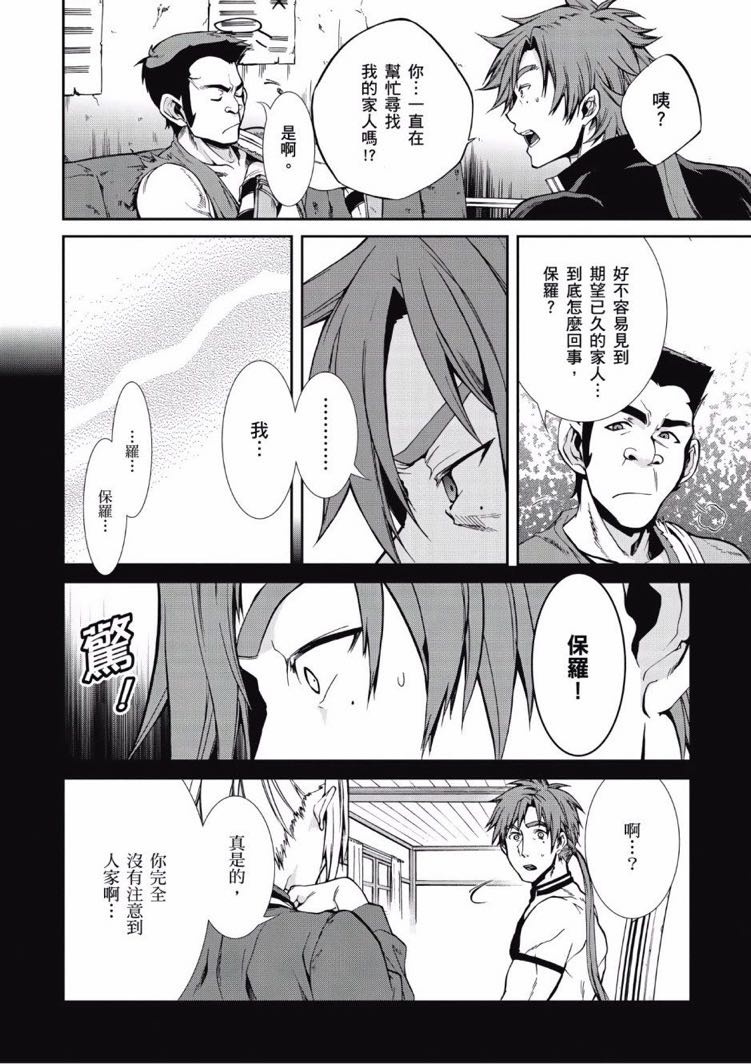 咦?
你…一直在
幫忙尋找
我的家人嗎!?
是啊。
好不容易見到
期望已久的家人…
到底怎麼回事，
保羅?
…………
我…
…羅…
保羅…
保羅!
驚!
啊…?
真是的，
你完全
沒有注意到
人家啊…